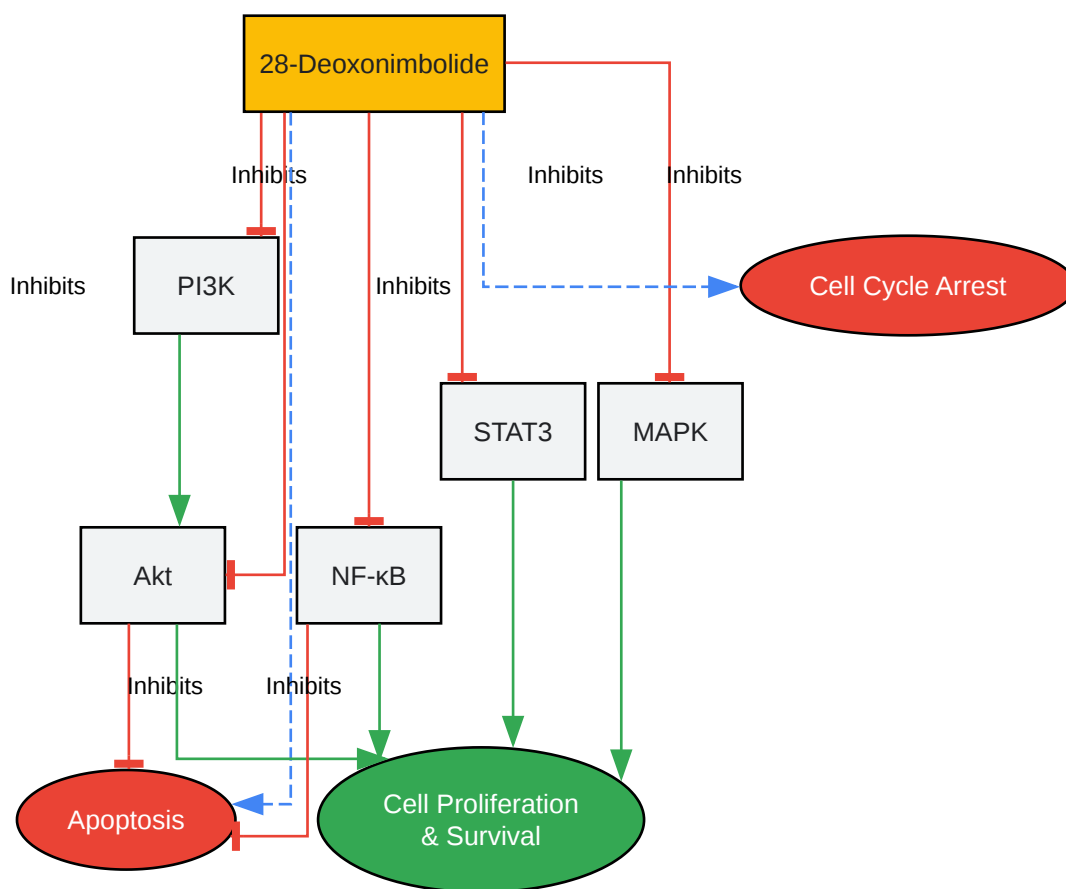 28-Deoxonimbolide
Inhibits
Inhibits
Inhibits
Inhibits
PI3K
Inhibits
Cell Cycle Arrest
STAT3
MAPK
Akt
NF-κB
Inhibits
Inhibits
Apoptosis
Cell Proliferation
& Survival